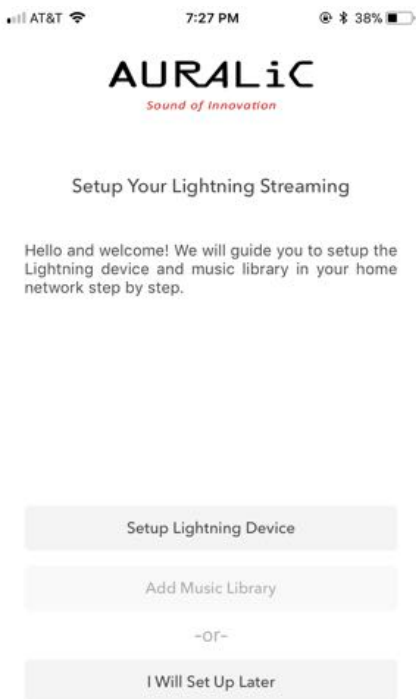 AT&T 7:27 PM 38%
AURALiC
Sound of Innovation
Setup Your Lightning Streaming
Hello and welcome! We will guide you to setup the
Lightning device and music library in your home
network step by step.
Setup Lightning Device
Add Music Library
-or-
I Will Set Up Later